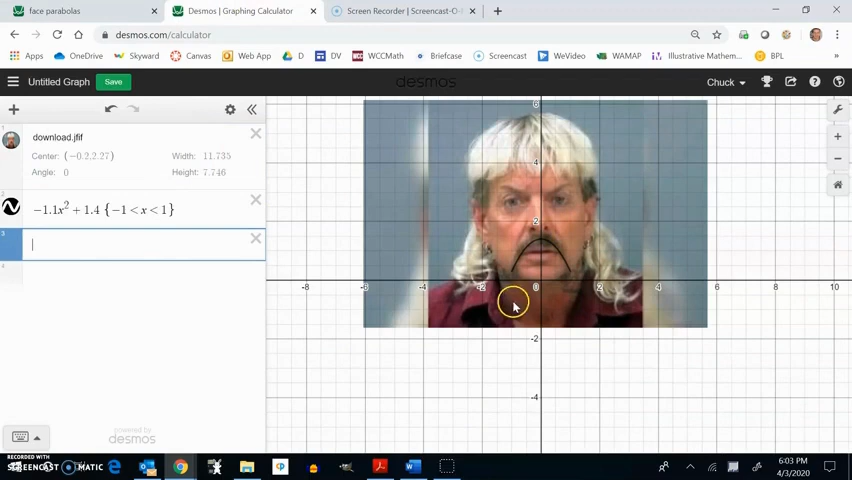 face parabolas
Desmos | Graphing Calculator
Screen Recorder | Screencast-O-
desmos.com/calculator
Apps
OneDrive
Skyward
Canvas
Web App
D
DV
WCCMath
Briefcase
Screencast
WeVideo
WAMAP
Illustrative Mathem...
BPL
Untitled Graph
Save
desmos
Chuck
1
download.jfif
Center: (-0.2,2.27)
Width: 11.735
Angle: 0
Height: 7.746
2
−1.1x² + 1.4 {−1 < x < 1}
3
4
6
4
2
-8
-6
-4
-2
0
2
4
6
8
10
-2
-4
powered by
desmos
RECORDED WITH
SCREENCAST MATIC
6:03 PM
4/3/2020